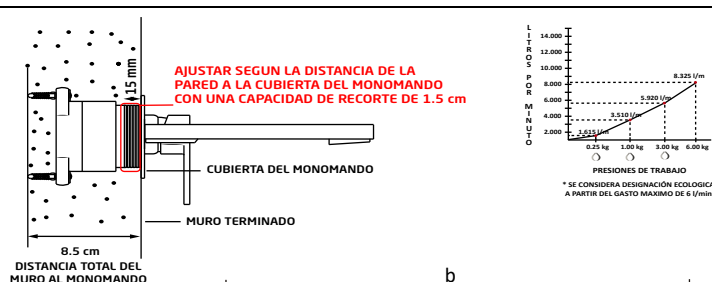 15 mm
AJUSTAR SEGUN LA DISTANCIA DE LA
PARED A LA CUBIERTA DEL MONOMANDO
CON UNA CAPACIDAD DE RECORTE DE 1.5 cm
CUBIERTA DEL MONOMANDO
MURO TERMINADO
8.5 cm
DISTANCIA TOTAL DEL
MURO AL MONOMANDO
b
LITROS POR MINUTO
14.000
12.000
10.000
8.000
6.000
4.000
2.000
8.325 l/m
5.920 l/m
3.510 l/m
1.615 l/m
0.25 kg
1.00 kg
3.00 kg
6.00 kg
PRESIONES DE TRABAJO
* SE CONSIDERA DESIGNACIÓN ECOLOGICA
A PARTIR DEL GASTO MAXIMO DE 6 l/min